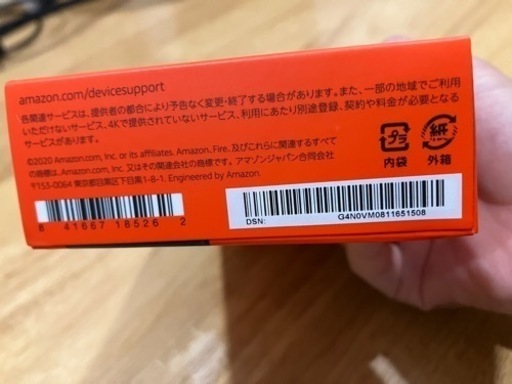 amazon.com/devicesupport
各関連サービスは、提供者の都合により予告なく変更・終了する場合があります。また、一部の地域でご利用
いただけないサービス、4Kで提供されていないサービス、利用にあたり別途登録、契約や料金が必要となる
サービスがあります。
©2020 Amazon.com, Inc. or its affiliates. Amazon、Fire、及びこれらに関連するすべて
の商標は、Amazon.com, Inc. 又はその関連会社の商標です。アマゾンジャパン合同会社
〒153-0064 東京都目黒区下目黒1-8-1. Engineered by Amazon.
プラ
内袋
紙
外箱
8 41667 18526 2
DSN: G4N0VM0811651508